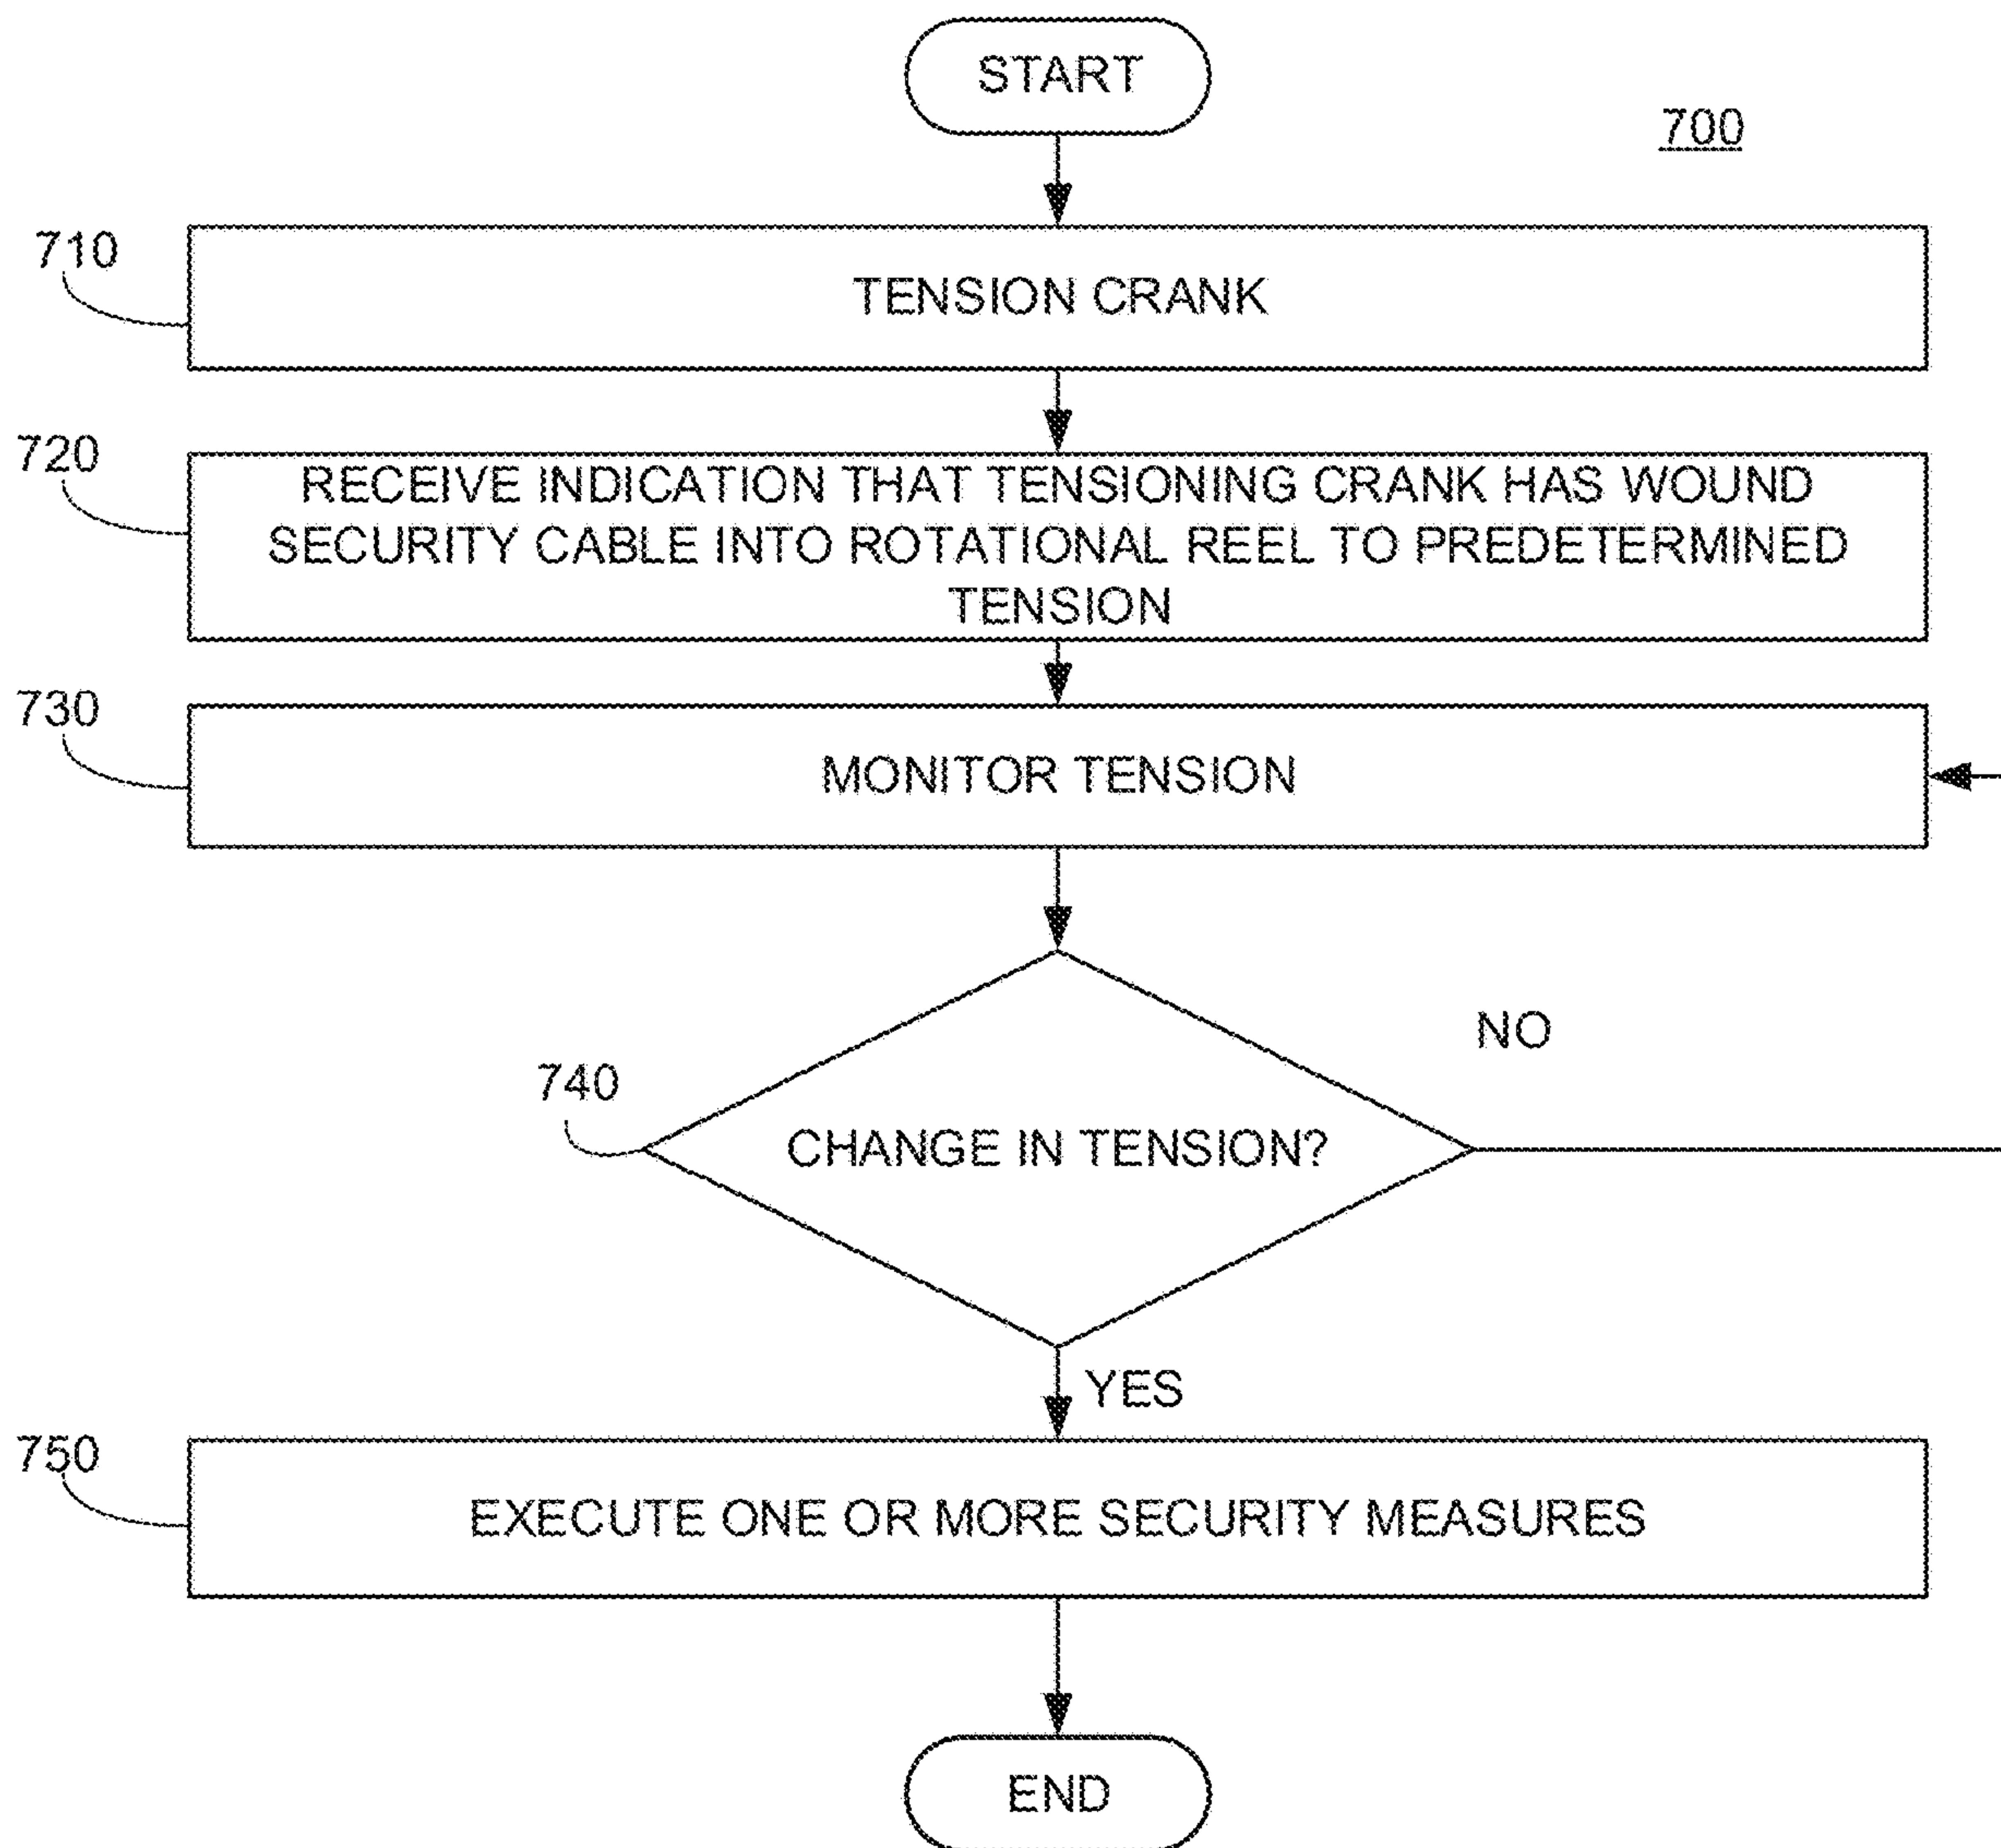 START
700
710
TENSION CRANK
720
RECEIVE INDICATION THAT TENSIONING CRANK HAS WOUND
SECURITY CABLE INTO ROTATIONAL REEL TO PREDETERMINED
TENSION
730
MONITOR TENSION
NO
740
CHANGE IN TENSION?
YES
750
EXECUTE ONE OR MORE SECURITY MEASURES
END